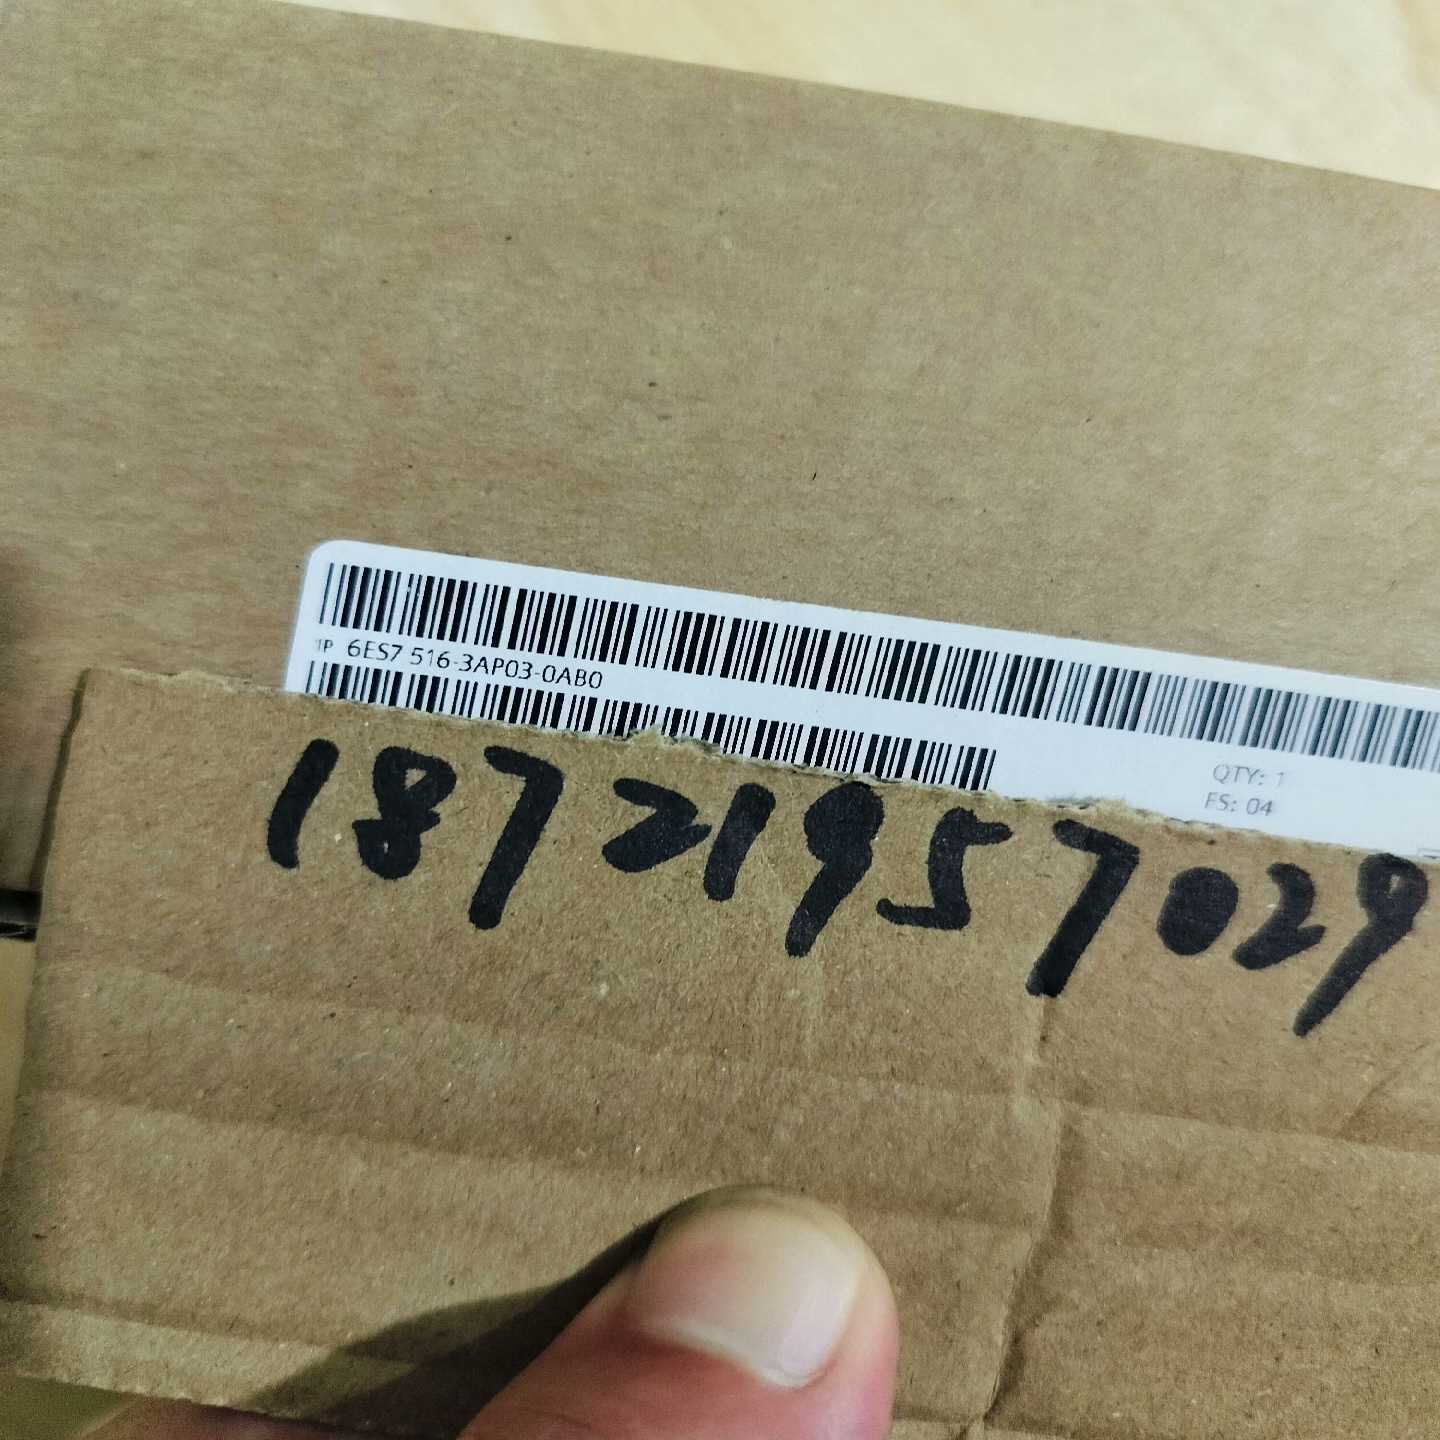 1P 6ES7 516-3AP03-0AB0
QTY: 1
FS: 04
18721957029